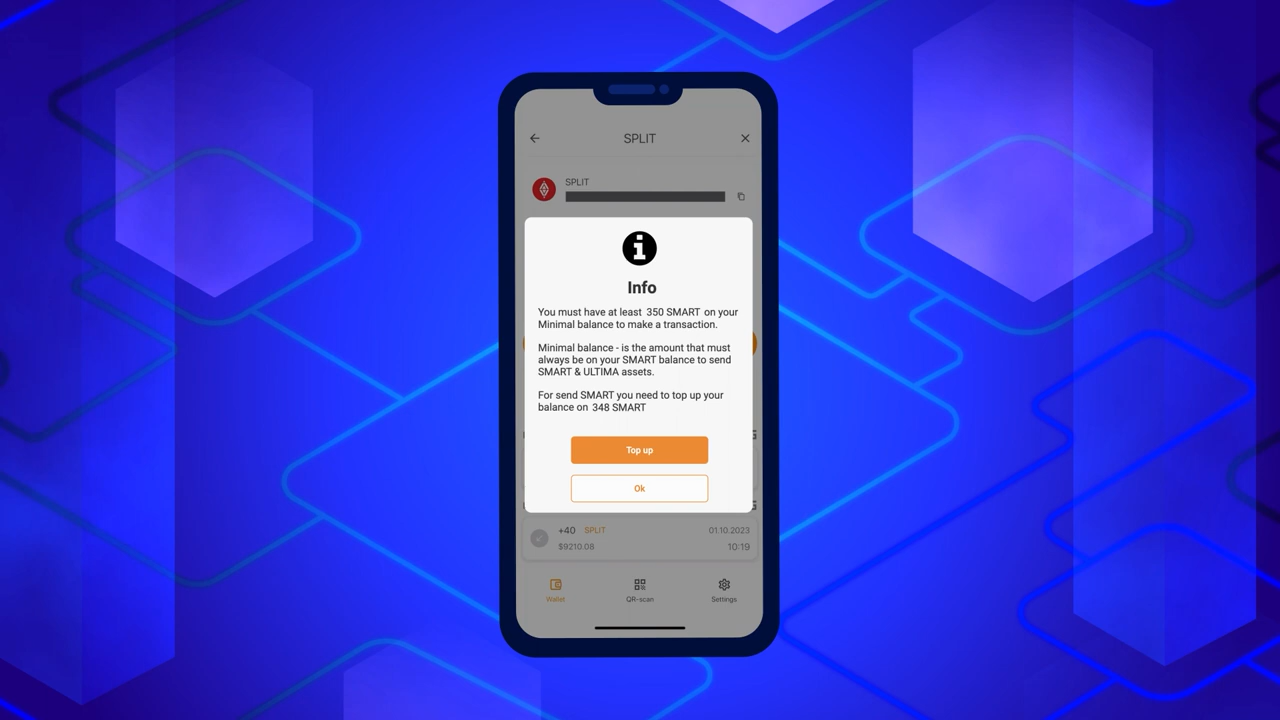 SPLIT
SPLIT
Info
You must have at least 350 SMART on your
Minimal balance to make a transaction.
Minimal balance - is the amount that must
always be on your SMART balance to send
SMART & ULTIMA assets.
For send SMART you need to top up your
balance on 348 SMART
Top up
Ok
+40 SPLIT 01.10.2023
$9210.08 10:19
Wallet QR-scan Settings